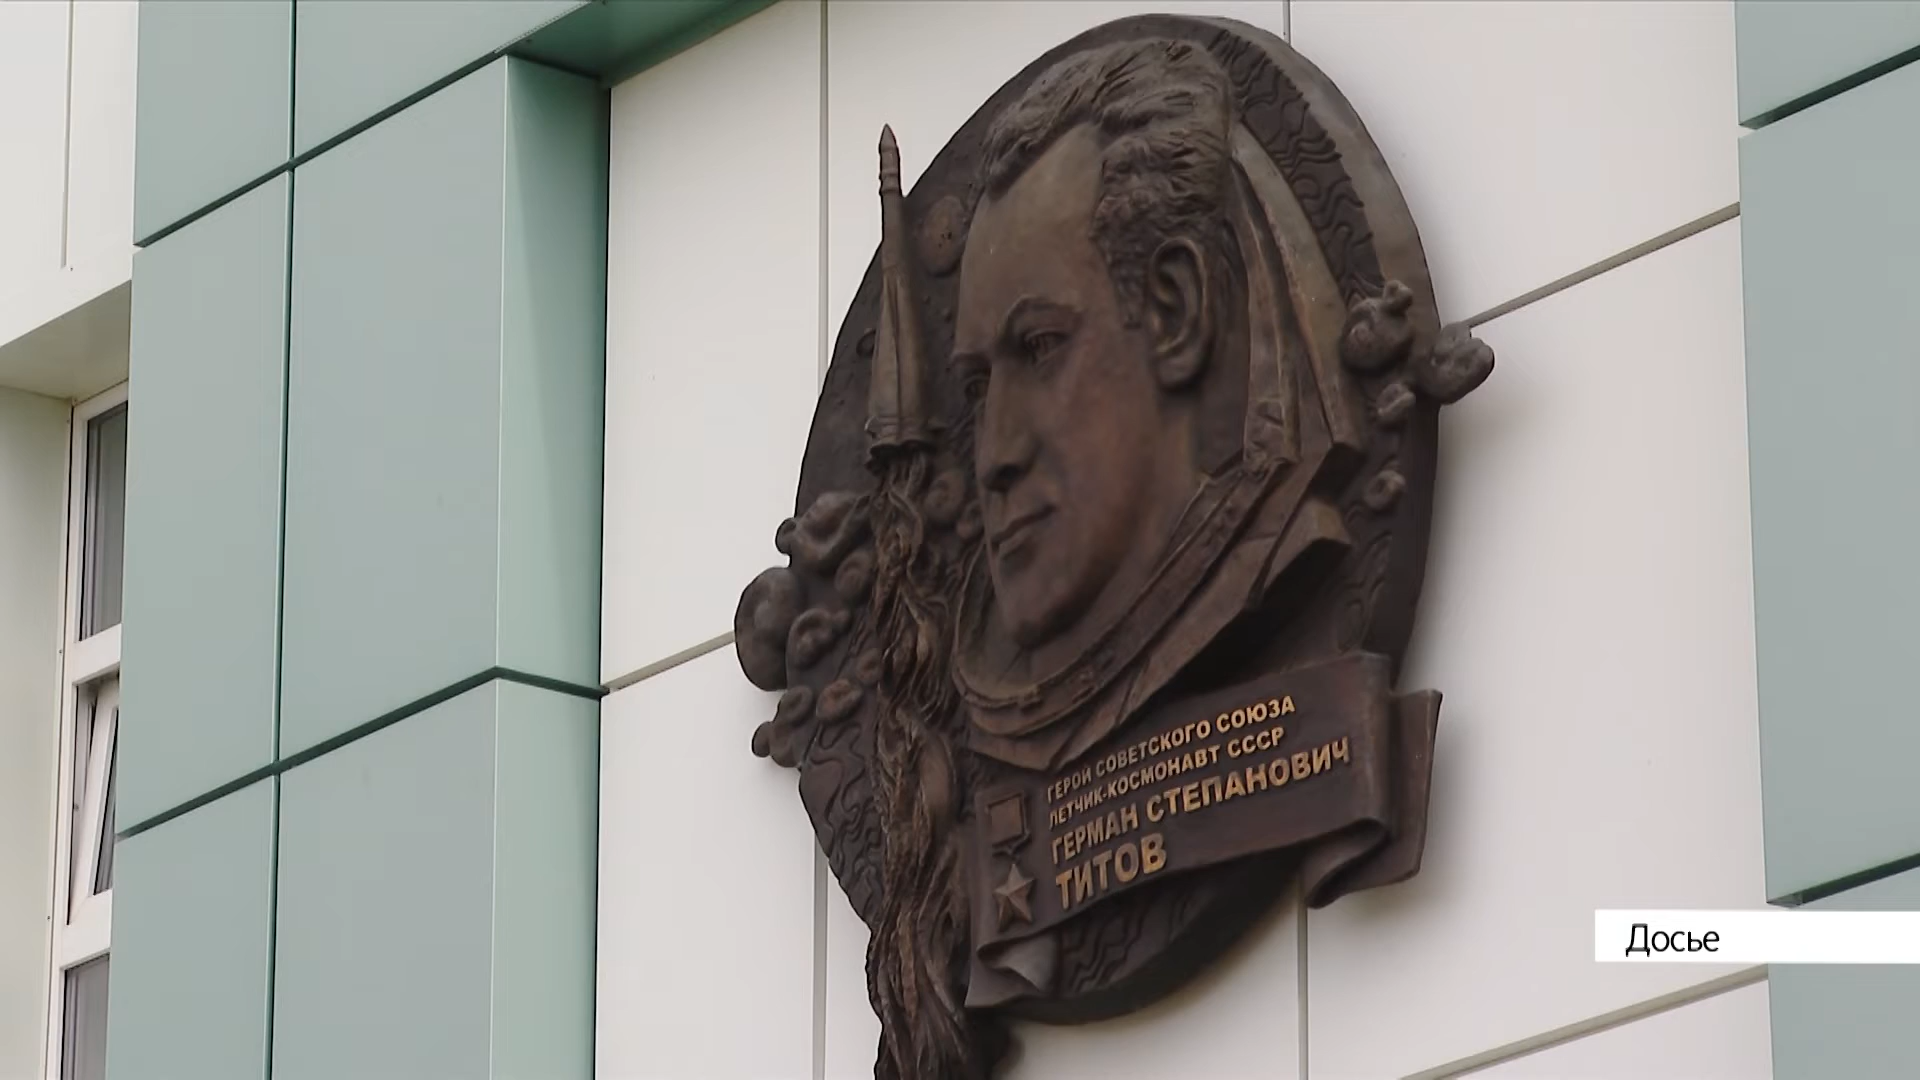 ГЕРОЙ СОВЕТСКОГО СОЮЗА
ЛЕТЧИК-КОСМОНАВТ СССР
ГЕРМАН СТЕПАНОВИЧ
ТИТОВ
Досье